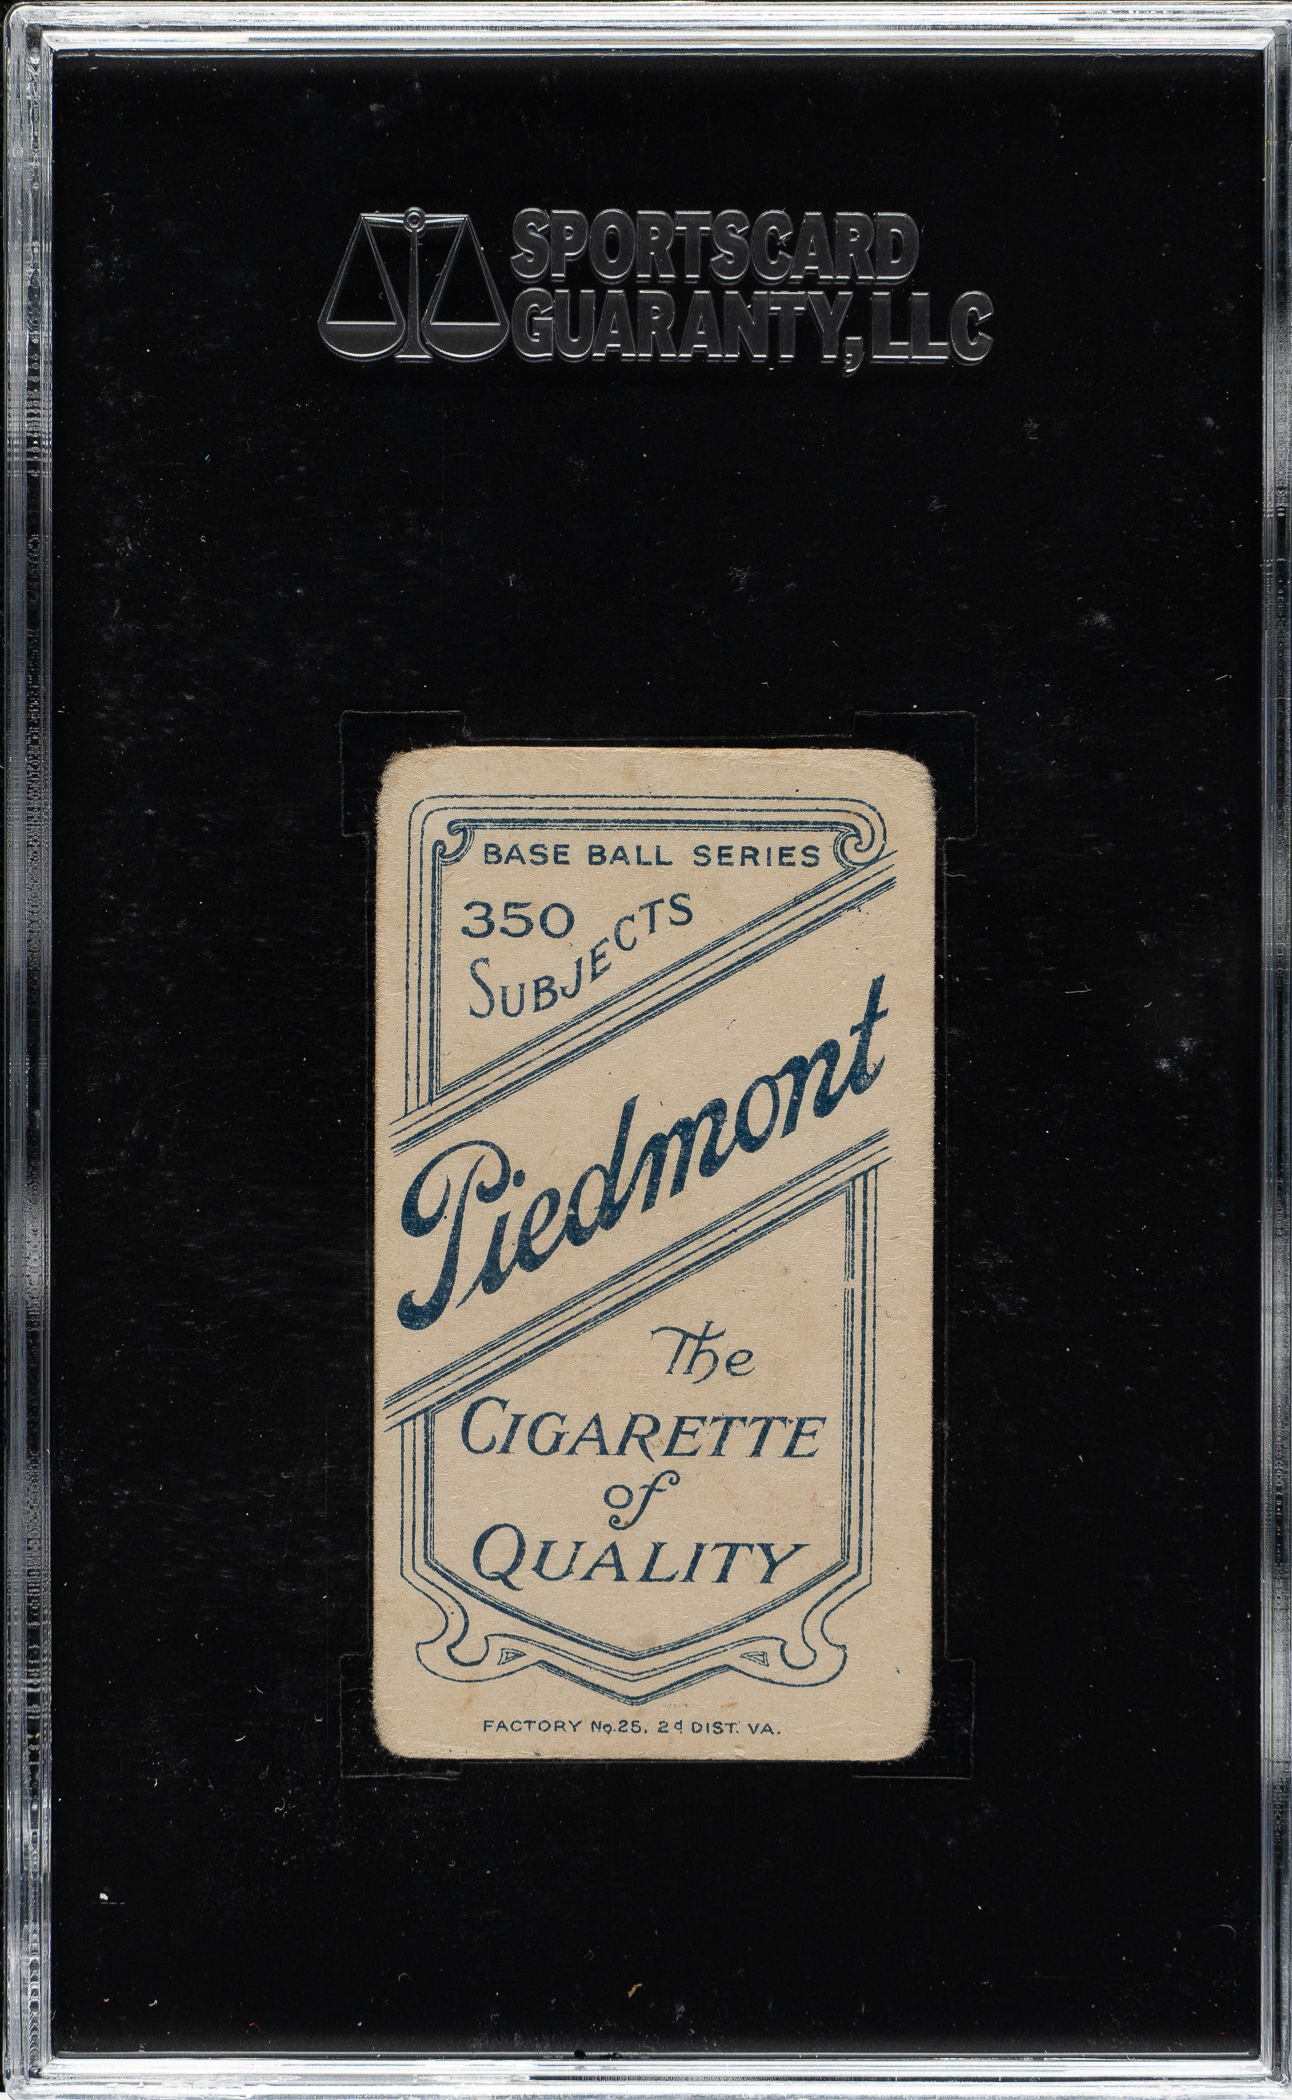 SPORTSCARD
GUARANTY, LLC
BASE BALL SERIES
350
SUBJECTS
Piedmont
The
CIGARETTE
of
QUALITY
FACTORY No. 25, 2d DIST. VA.